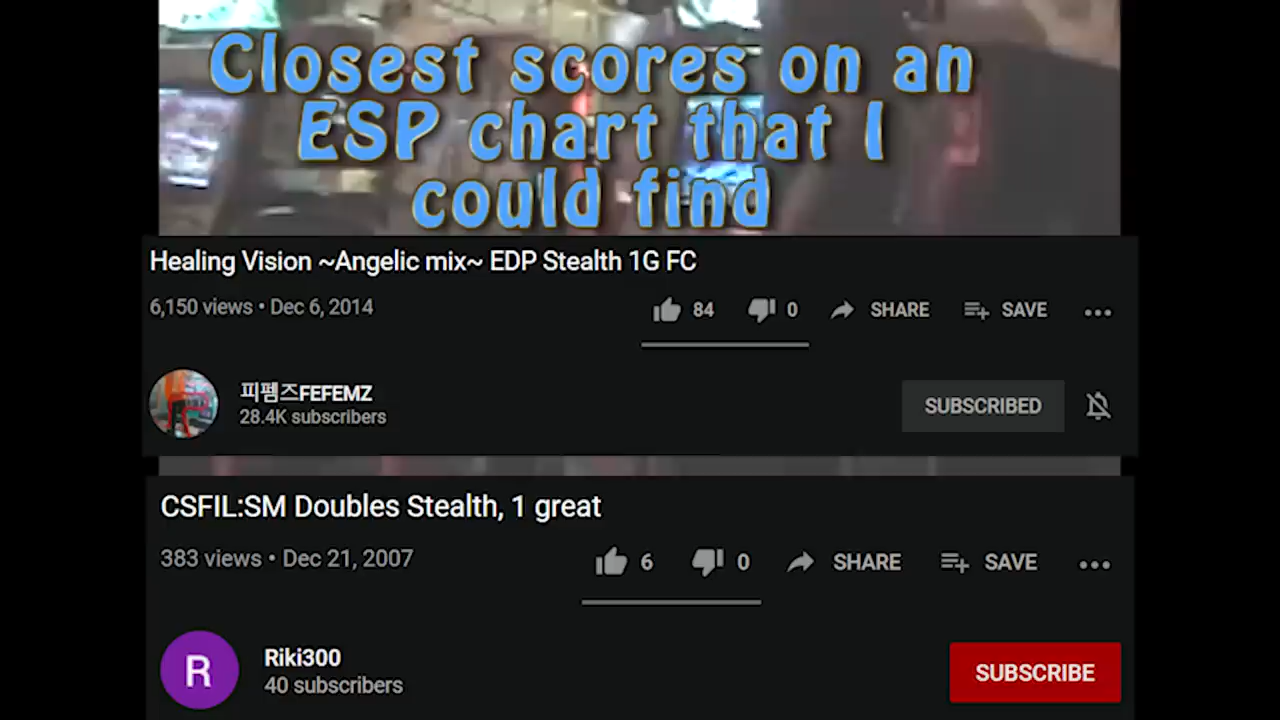 Closest scores on an
ESP chart that I
could find
Healing Vision ~Angelic mix~ EDP Stealth 1G FC
6,150 views • Dec 6, 2014
84
0
SHARE
SAVE
피펨즈FEFEMZ
28.4K subscribers
SUBSCRIBED
CSFIL:SM Doubles Stealth, 1 great
383 views • Dec 21, 2007
6
0
SHARE
SAVE
R
Riki300
40 subscribers
SUBSCRIBE